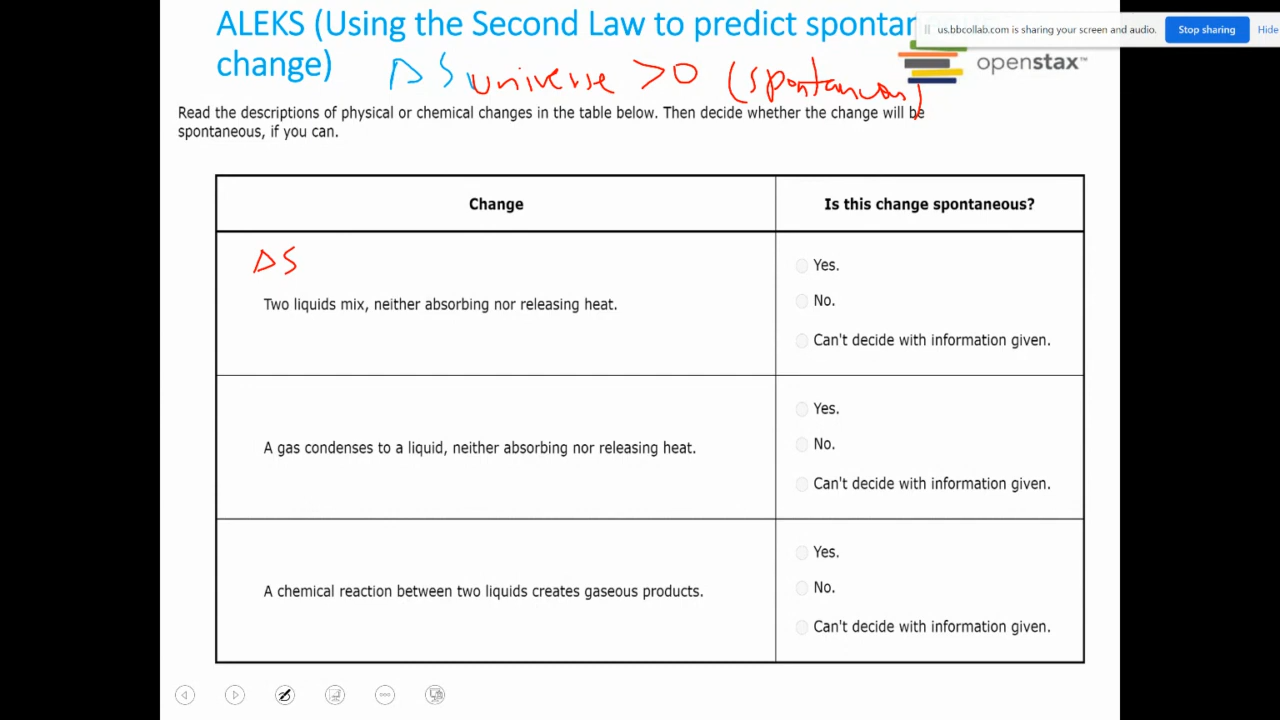 ALEKS (Using the Second Law to predict spontan
us.bbcollab.com is sharing your screen and audio.
Stop sharing
Hide
change)
ΔS universe >0 (spontaneous)
openstax™
Read the descriptions of physical or chemical changes in the table below. Then decide whether the change will be
spontaneous, if you can.
Change
Is this change spontaneous?
ΔS
Two liquids mix, neither absorbing nor releasing heat.
Yes.
No.
Can't decide with information given.
A gas condenses to a liquid, neither absorbing nor releasing heat.
Yes.
No.
Can't decide with information given.
A chemical reaction between two liquids creates gaseous products.
Yes.
No.
Can't decide with information given.